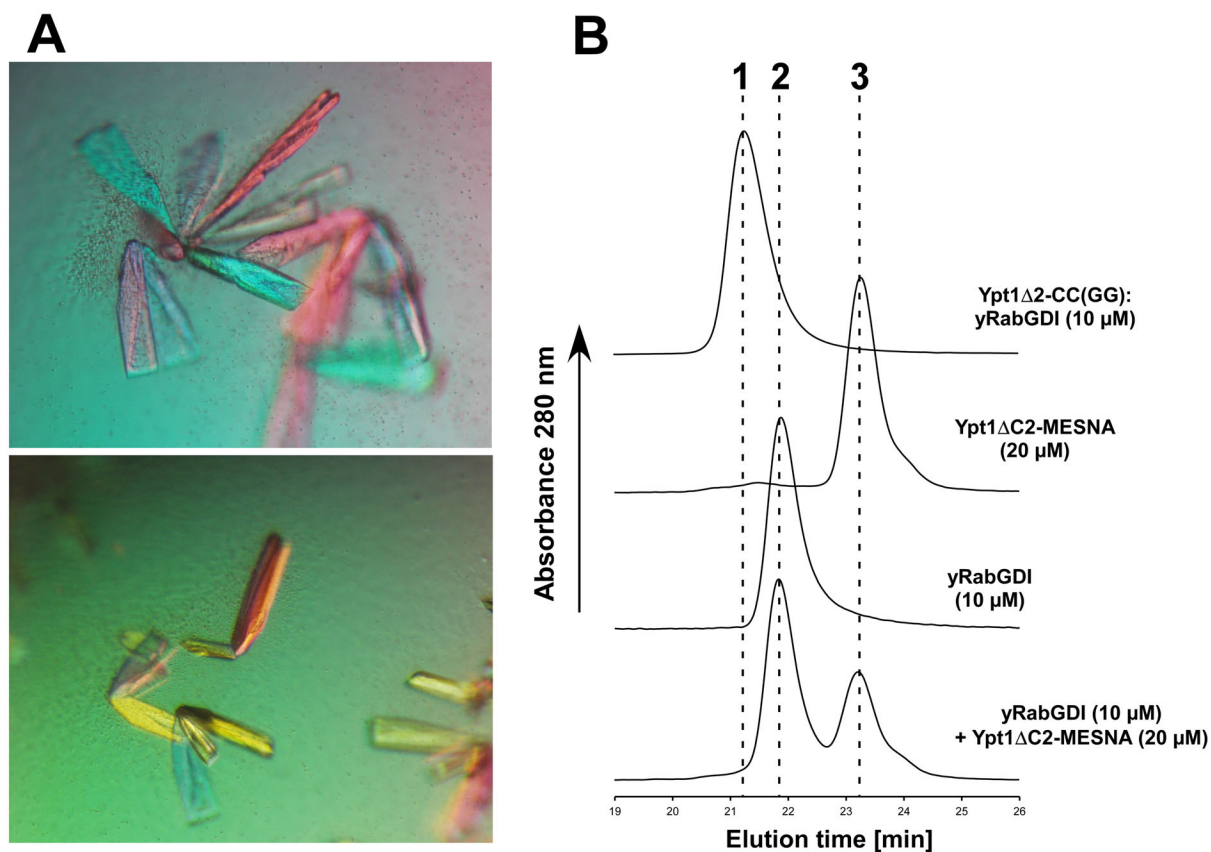 A
B
1 2 3
Ypt1Δ2-CC(GG):
yRabGDI (10 µM)
Ypt1ΔC2-MESNA
(20 µM)
yRabGDI
(10 µM)
yRabGDI (10 µM)
+ Ypt1ΔC2-MESNA (20 µM)
Absorbance 280 nm
19 20 21 22 23 24 25 26
Elution time [min]